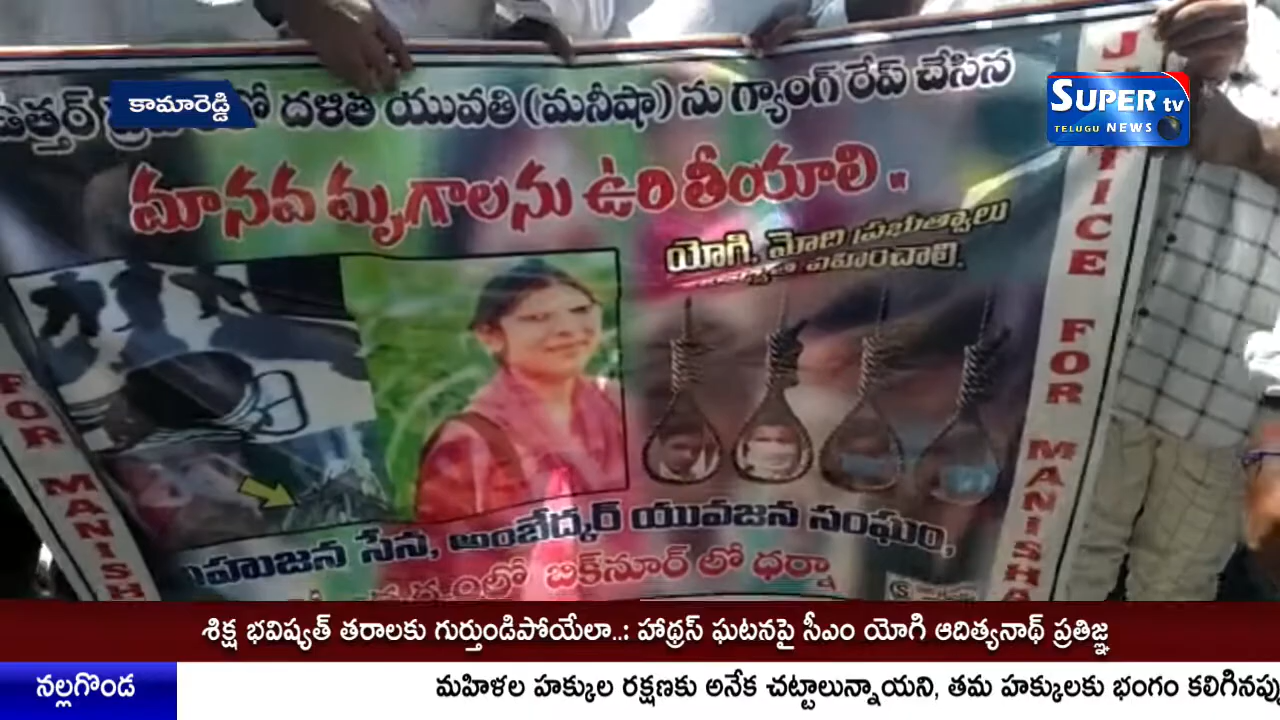 కామారెడ్డి
SUPER tv
TELUGU NEWS
దళిత యువతి (మనీషా) ను గ్యాంగ్ రేప్ చేసిన
మానవ మృగాలను ఉరి తీయాలి..
యోగి, మోది ప్రభుత్వాలు
JUSTICE FOR MANISHA
FOR MANISHA
సేన, అంబేద్కర్ యువజన సంఘం,
బిక్నూర్ లో ధర్నా
శిక్ష భవిష్యత్ తరాలకు గుర్తుండిపోయేలా..: హాథ్రస్ ఘటనపై సీఎం యోగి ఆదిత్యనాథ్ ప్రతిజ్ఞ
నల్లగొండ
మహిళల హక్కుల రక్షణకు అనేక చట్టాలున్నాయని, తమ హక్కులకు భంగం కలిగినప్పు